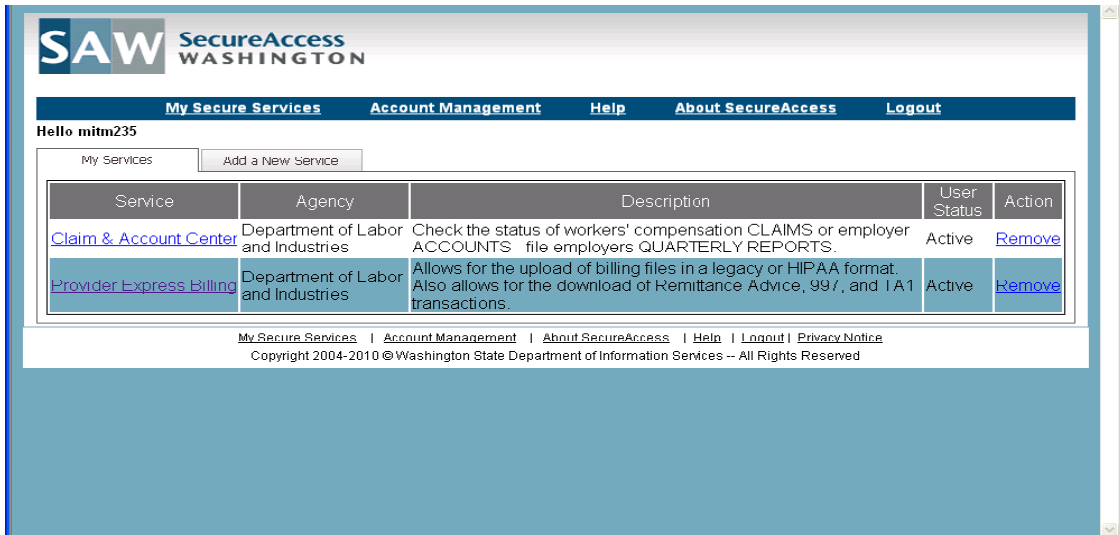 SAW SecureAccess
WASHINGTON
My Secure Services Account Management Help About SecureAccess Logout
Hello mitm235
My Services Add a New Service
Service Agency Description User Status Action
Claim & Account Center Department of Labor and Industries Check the status of workers' compensation CLAIMS or employer ACCOUNTS file employers QUARTERLY REPORTS. Active Remove
Provider Express Billing Department of Labor and Industries Allows for the upload of billing files in a legacy or HIPAA format. Also allows for the download of Remittance Advice, 997, and TA1 transactions. Active Remove
My Secure Services | Account Management | About SecureAccess | Help | Logout | Privacy Notice
Copyright 2004-2010 © Washington State Department of Information Services -- All Rights Reserved